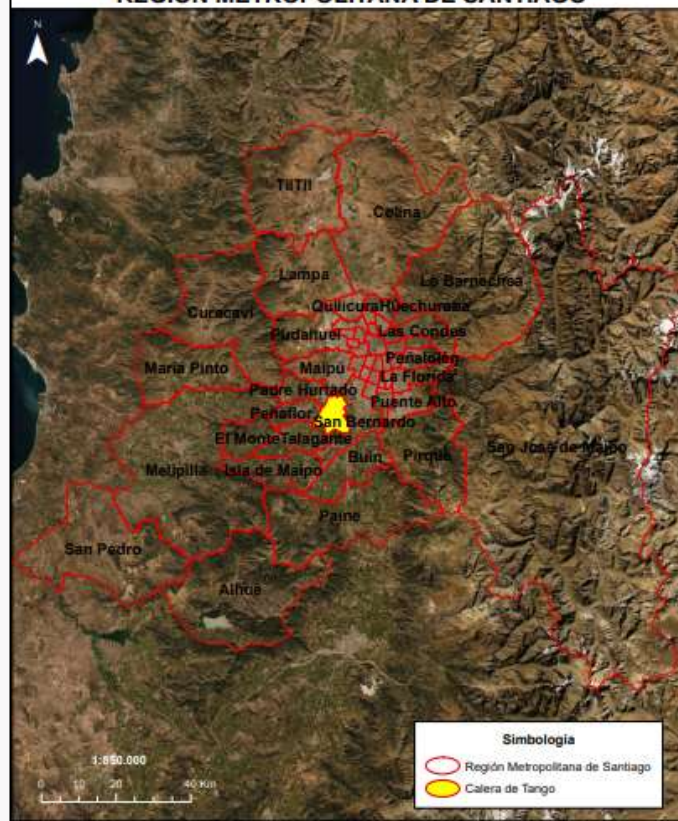 REGIÓN METROPOLITANA DE SANTIAGO
N
TilTil
Colina
Lampa
Lo Barnechea
Curacaví
Quilicura Huechuraba
Pudahuel
Las Condes
María Pinto
Maipú
Peñalolén
La Florida
Padre Hurtado
Puente Alto
Peñaflor
San Bernardo
El Monte Talagante
San José de Maipo
Buin
Pirque
Melipilla
Isla de Maipo
Paine
San Pedro
Alhué
Simbología
Región Metropolitana de Santiago
Calera de Tango
1:850.000
0 10 20 40 Km